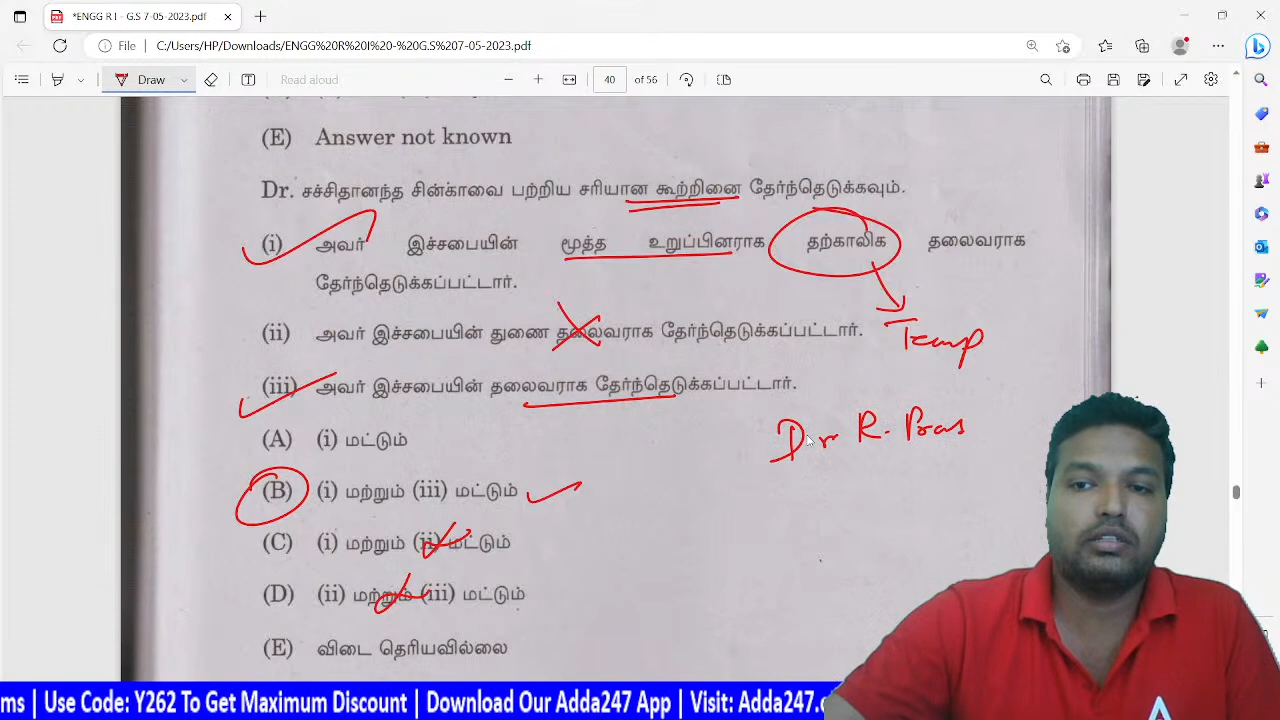 *ENGG R I - G.S 7-05-2023.pdf
File C:/Users/HP/Downloads/ENGG%20R%20I%20-%20G.S%207-05-2023.pdf
Draw Read aloud 40 of 56
(E) Answer not known
Dr. சச்சிதானந்த சின்காவை பற்றிய சரியான கூற்றினை தேர்ந்தெடுக்கவும்.
(i) அவர் இச்சபையின் மூத்த உறுப்பினராக தற்காலிக தலைவராக
தேர்ந்தெடுக்கப்பட்டார்.
(ii) அவர் இச்சபையின் துணை தலைவராக தேர்ந்தெடுக்கப்பட்டார்.
Temp
(iii) அவர் இச்சபையின் தலைவராக தேர்ந்தெடுக்கப்பட்டார்.
Dr R. Pras
(A) (i) மட்டும்
(B) (i) மற்றும் (iii) மட்டும்
(C) (i) மற்றும் (ii) மட்டும்
(D) (ii) மற்றும் (iii) மட்டும்
(E) விடை தெரியவில்லை
ms | Use Code: Y262 To Get Maximum Discount | Download Our Adda247 App | Visit: Adda247.c